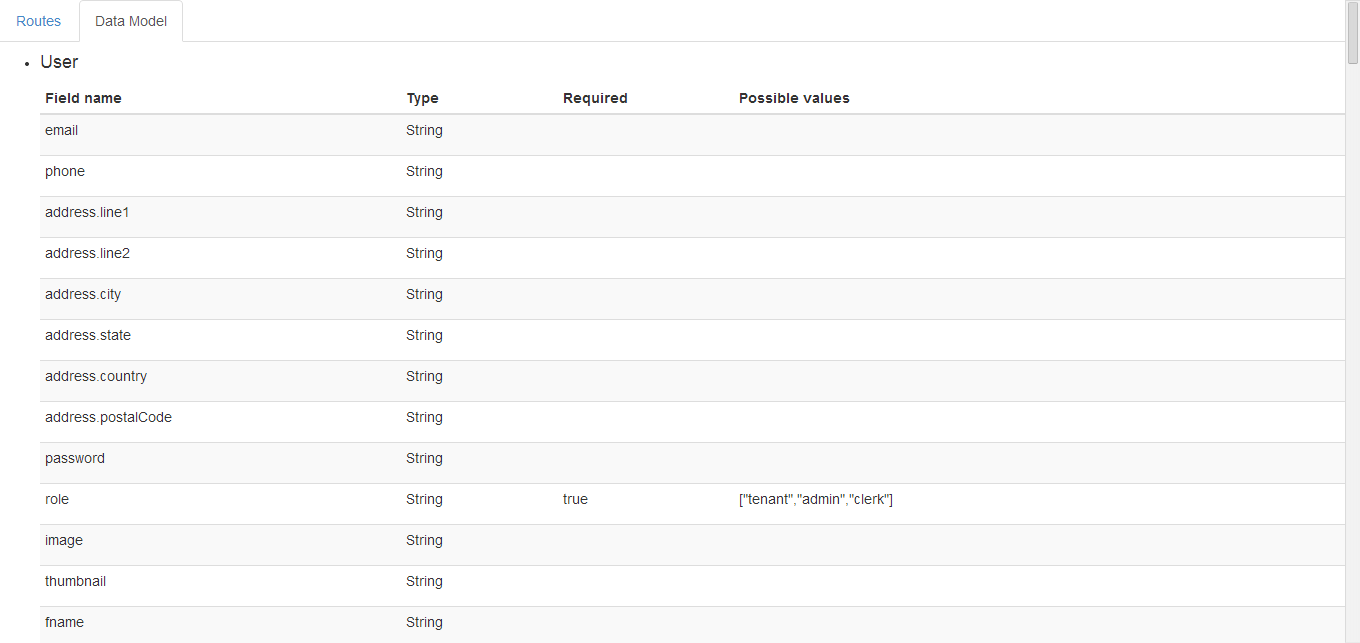 Routes Data Model
User
Field name Type Required Possible values
email String
phone String
address.line1 String
address.line2 String
address.city String
address.state String
address.country String
address.postalCode String
password String
role String true ["tenant","admin","clerk"]
image String
thumbnail String
fname String